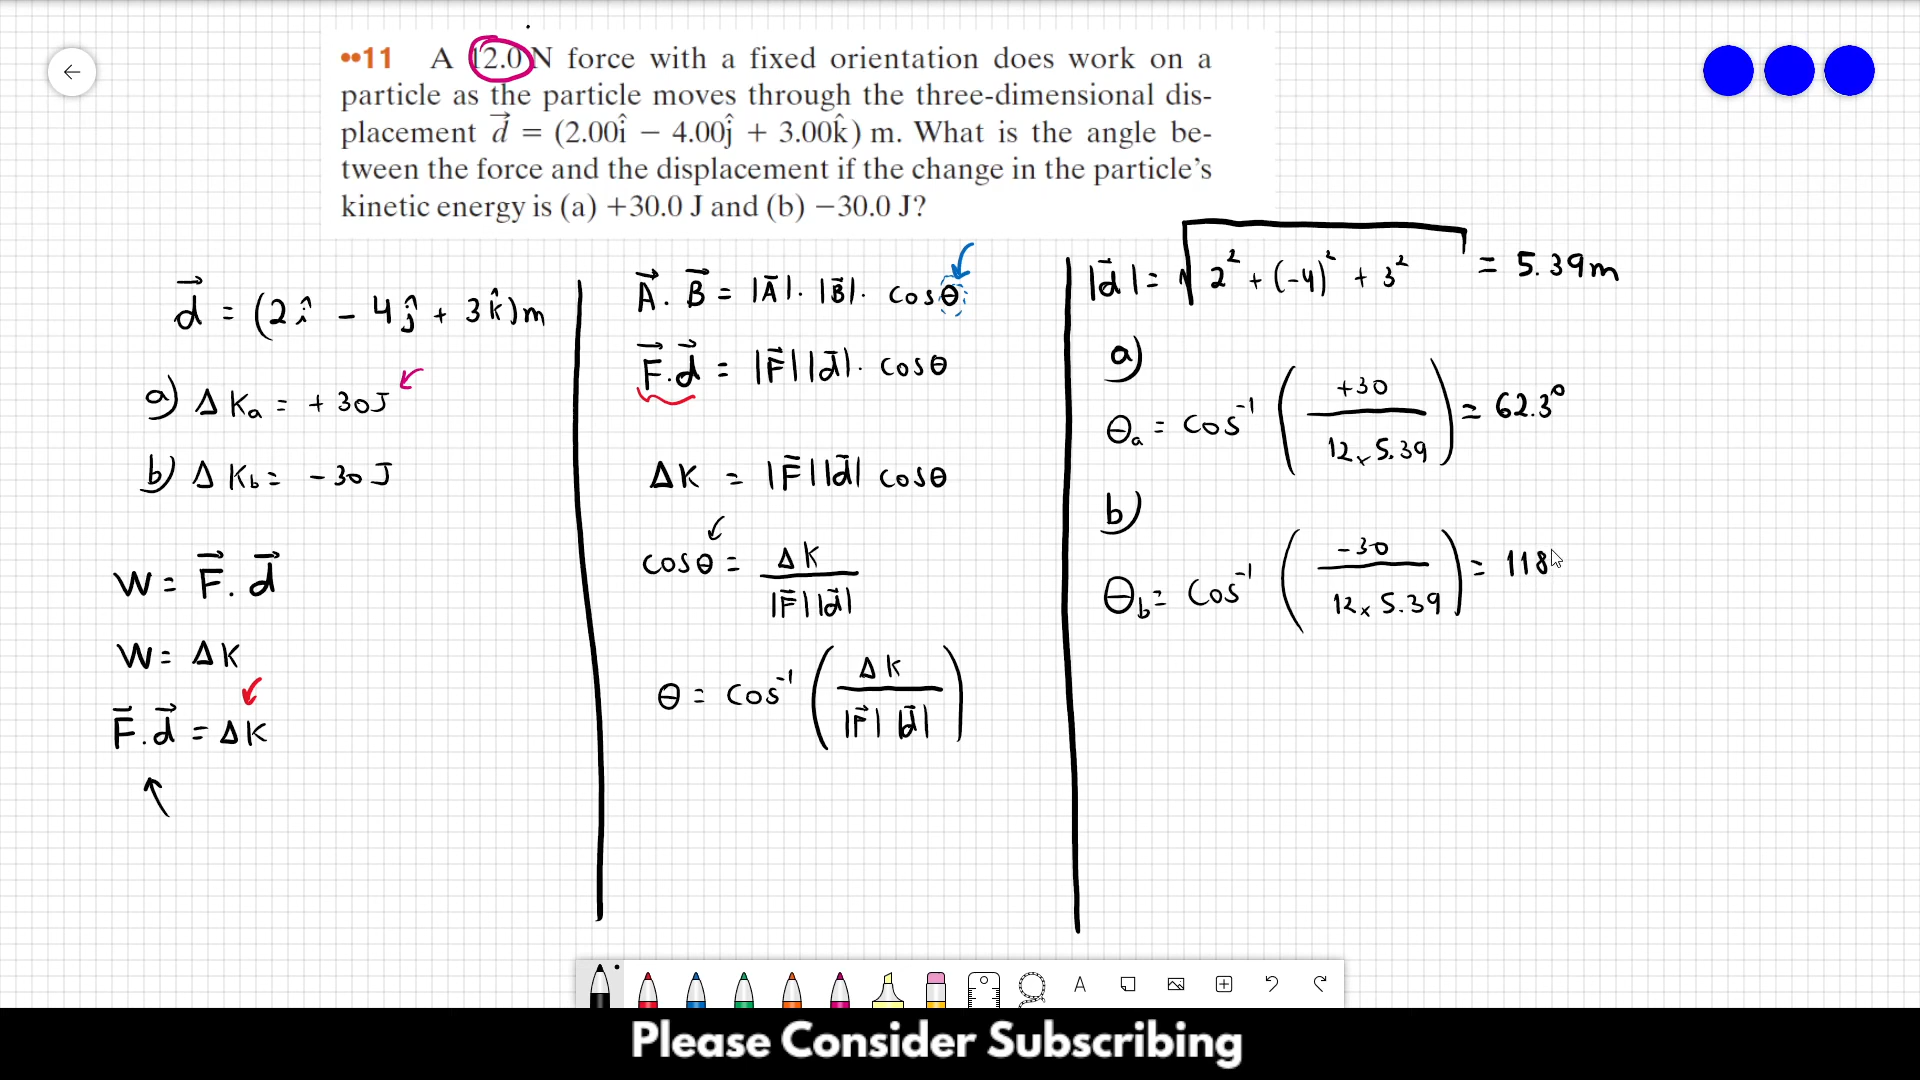 ••11 A 12.0 N force with a fixed orientation does work on a
particle as the particle moves through the three-dimensional dis-
placement d⃗ = (2.00î − 4.00ĵ + 3.00k̂) m. What is the angle be-
tween the force and the displacement if the change in the particle's
kinetic energy is (a) +30.0 J and (b) −30.0 J?
d⃗ = (2î − 4ĵ + 3k̂)m
a) ΔKa = +30J
b) ΔKb = −30J
W = F⃗ . d⃗
W = ΔK
F⃗ . d⃗ = ΔK
A⃗ . B⃗ = |A⃗| . |B⃗| . cosθ
F⃗ . d⃗ = |F⃗| |d⃗| . cosθ
ΔK = |F⃗| |d⃗| cosθ
cosθ = ΔK / |F⃗| |d⃗|
θ = cos⁻¹ (ΔK / |F⃗| |d⃗|)
|d⃗| = √(2² + (−4)² + 3²) = 5.39m
a)
θa = cos⁻¹ (+30 / 12 × 5.39) = 62.3°
b)
θb = cos⁻¹ (−30 / 12 × 5.39) = 118
A
Please Consider Subscribing